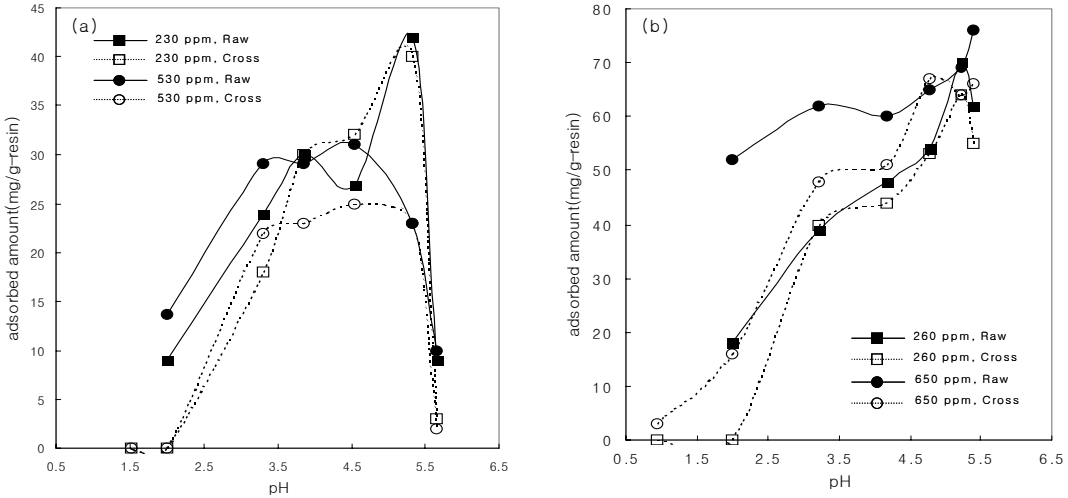 (a)
230 ppm, Raw
230 ppm, Cross
530 ppm, Raw
530 ppm, Cross
45
40
35
30
25
20
15
10
5
0
0.5 1.5 2.5 3.5 4.5 5.5 6.5
pH
adsorbed amount(mg/g-resin)
(b)
80
70
60
50
40
30
20
10
0
260 ppm, Raw
260 ppm, Cross
650 ppm, Raw
650 ppm, Cross
0.5 1.5 2.5 3.5 4.5 5.5 6.5
pH
adsorbed amount(mg/g-resin)